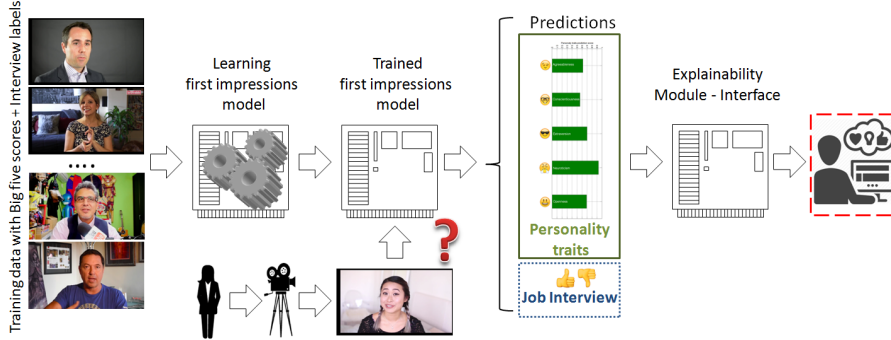 Training data with Big five scores + Interview labels
Learning
first impressions
model
Trained
first impressions
model
Predictions
Personality
traits
Job Interview
Explainability
Module - Interface
....
?